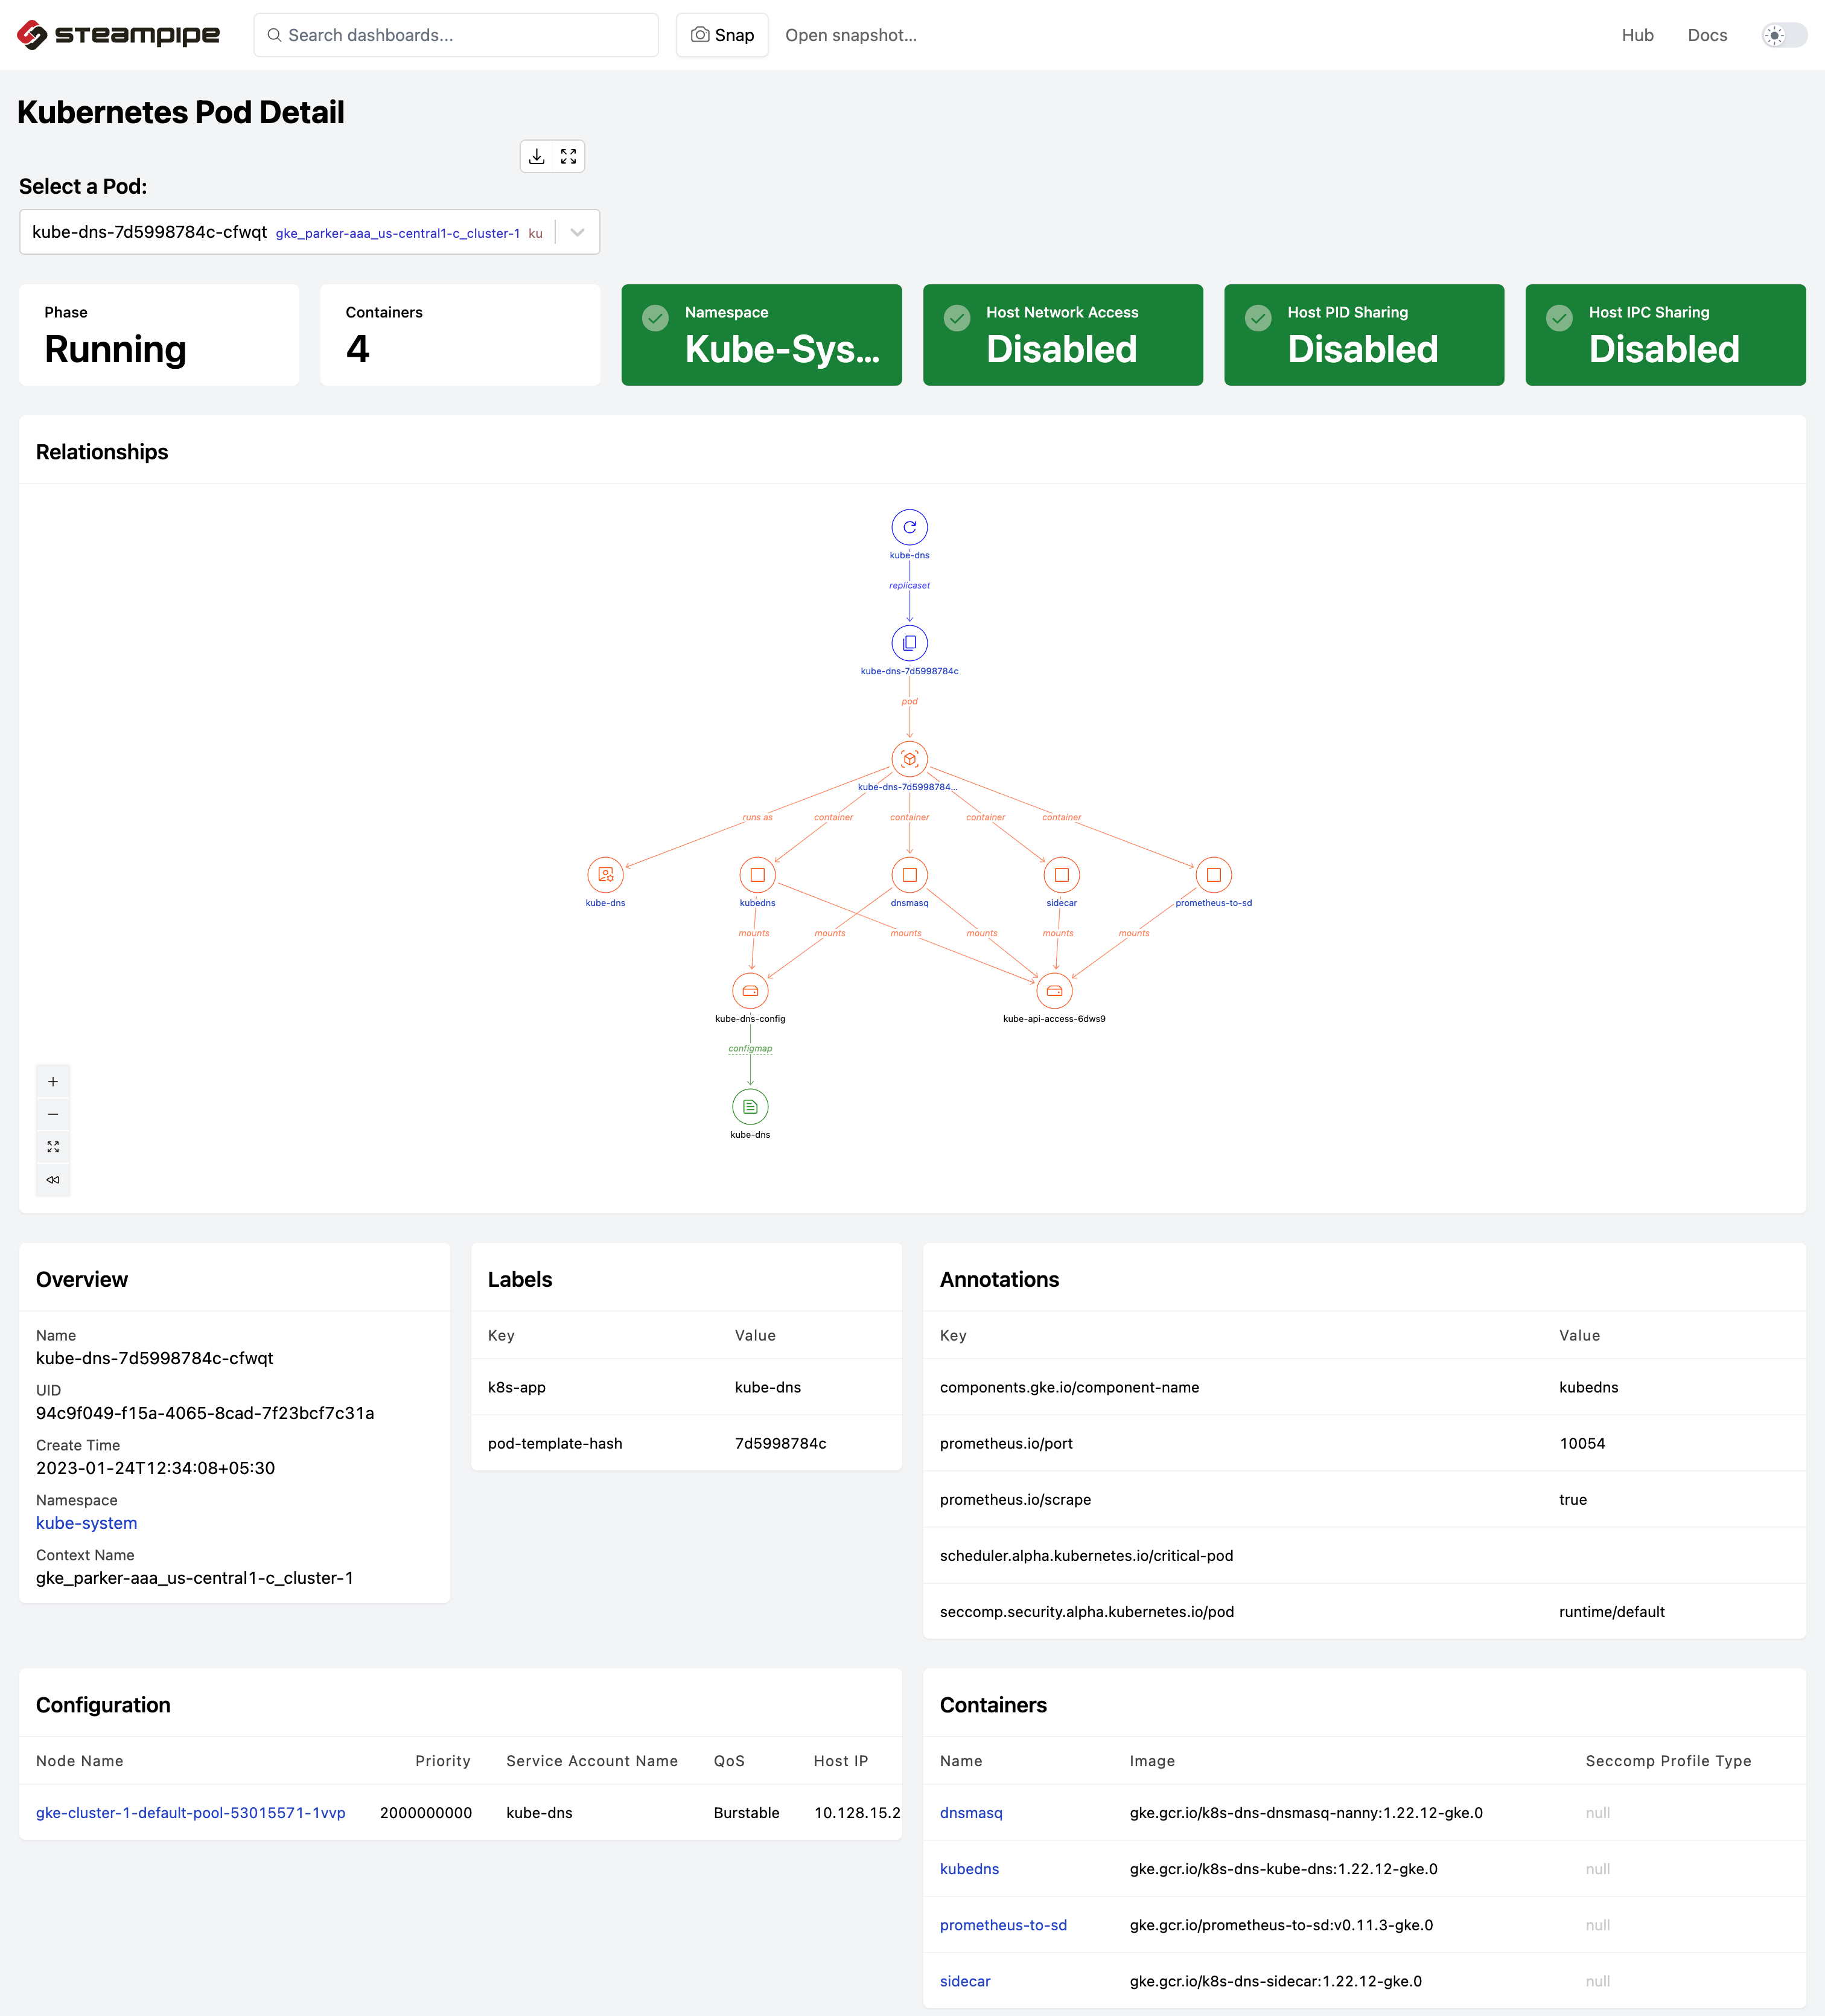 steampipe
Search dashboards...
Snap
Open snapshot...
Hub
Docs
Kubernetes Pod Detail
Select a Pod:
kube-dns-7d5998784c-cfwqt gke_parker-aaa_us-central1-c_cluster-1 ku
Phase
Running
Containers
4
Namespace
Kube-Sys...
Host Network Access
Disabled
Host PID Sharing
Disabled
Host IPC Sharing
Disabled
Relationships
kube-dns
replicaset
kube-dns-7d5998784c
pod
kube-dns-7d5998784...
runs as container container container container
kube-dns kubedns dnsmasq sidecar prometheus-to-sd
mounts mounts mounts mounts mounts mounts
kube-dns-config kube-api-access-6dws9
configmap
kube-dns
Overview
Name
kube-dns-7d5998784c-cfwqt
UID
94c9f049-f15a-4065-8cad-7f23bcf7c31a
Create Time
2023-01-24T12:34:08+05:30
Namespace
kube-system
Context Name
gke_parker-aaa_us-central1-c_cluster-1
Labels
Key Value
k8s-app kube-dns
pod-template-hash 7d5998784c
Annotations
Key Value
components.gke.io/component-name kubedns
prometheus.io/port 10054
prometheus.io/scrape true
scheduler.alpha.kubernetes.io/critical-pod
seccomp.security.alpha.kubernetes.io/pod runtime/default
Configuration
Node Name Priority Service Account Name QoS Host IP
gke-cluster-1-default-pool-53015571-1vvp 2000000000 kube-dns Burstable 10.128.15.2
Containers
Name Image Seccomp Profile Type
dnsmasq gke.gcr.io/k8s-dns-dnsmasq-nanny:1.22.12-gke.0 null
kubedns gke.gcr.io/k8s-dns-kube-dns:1.22.12-gke.0 null
prometheus-to-sd gke.gcr.io/prometheus-to-sd:v0.11.3-gke.0 null
sidecar gke.gcr.io/k8s-dns-sidecar:1.22.12-gke.0 null